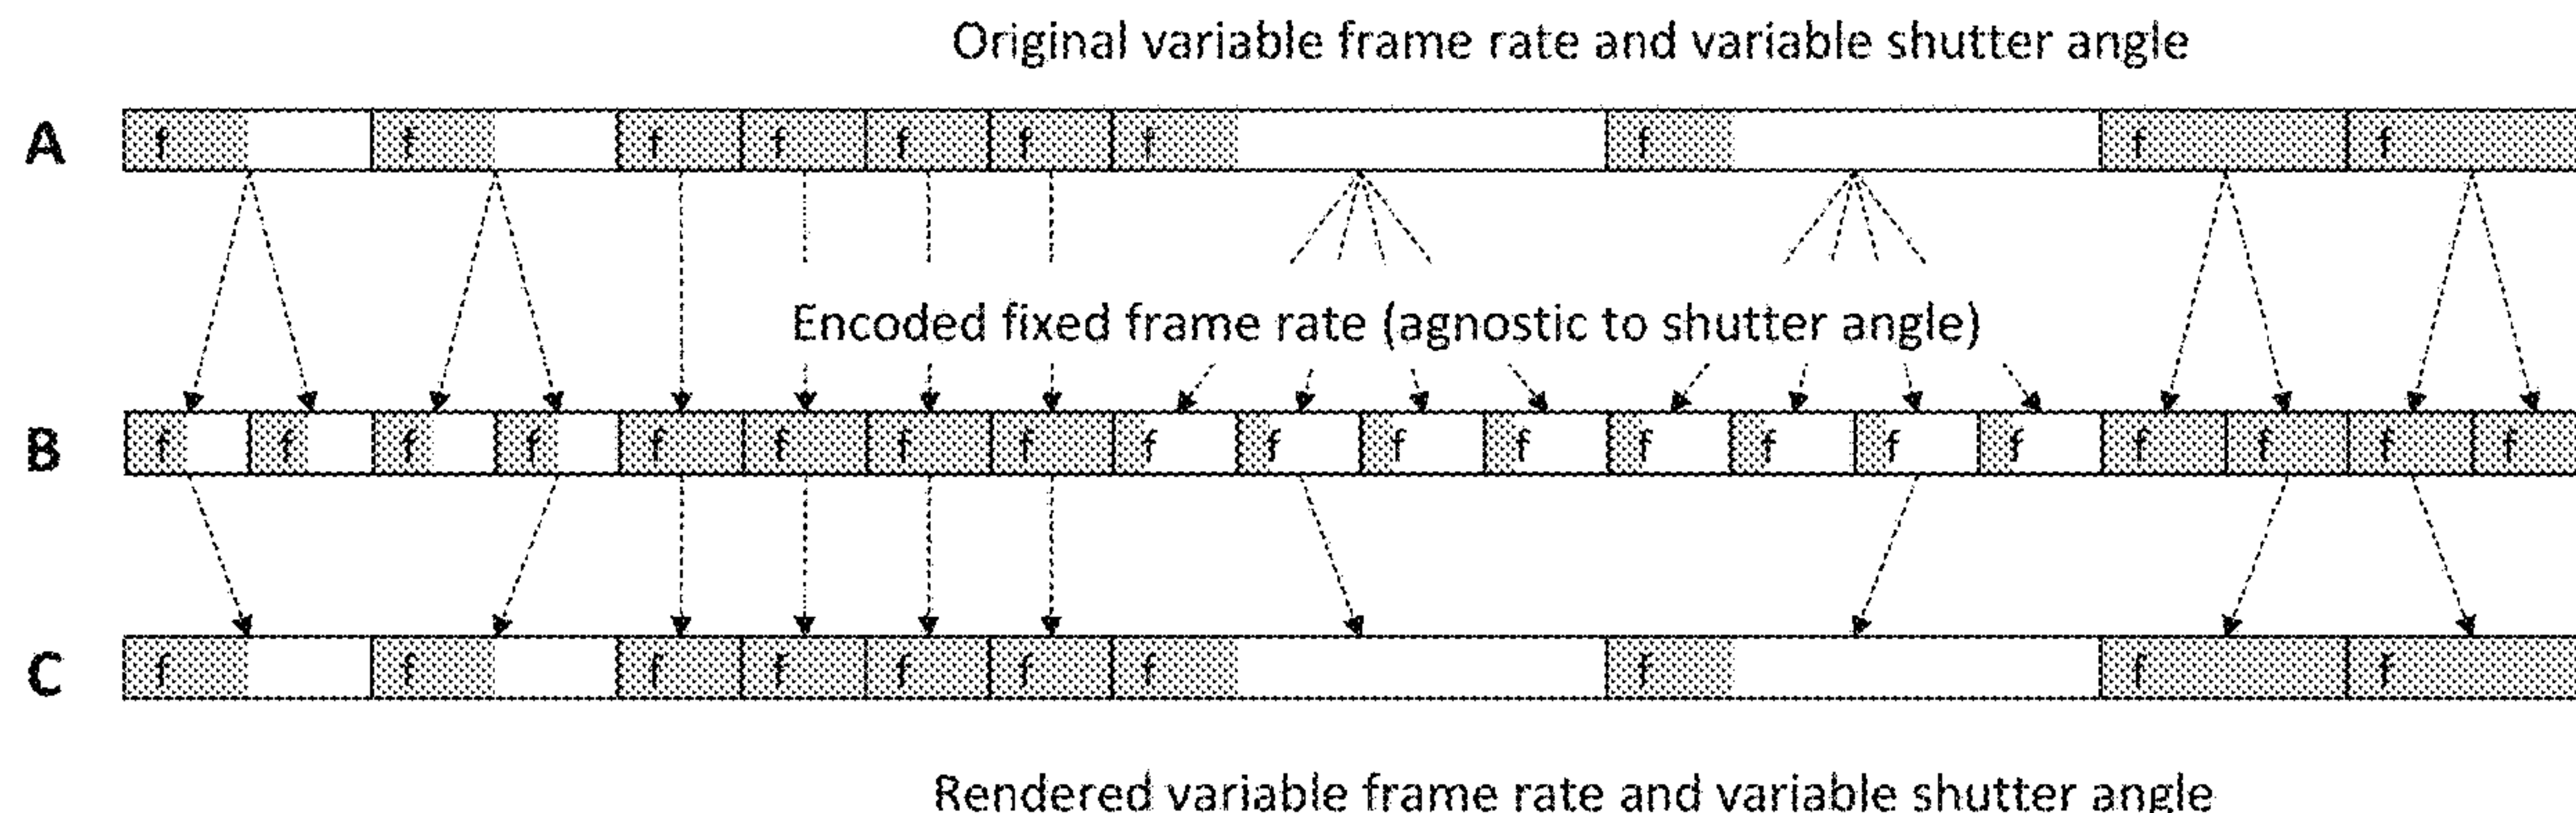 Original variable frame rate and variable shutter angle
A f f f f f f f f f f
Encoded fixed frame rate (agnostic to shutter angle)
B f f f f f f f f f f f f f f f f f f f f
C f f f f f f f f f f
Rendered variable frame rate and variable shutter angle